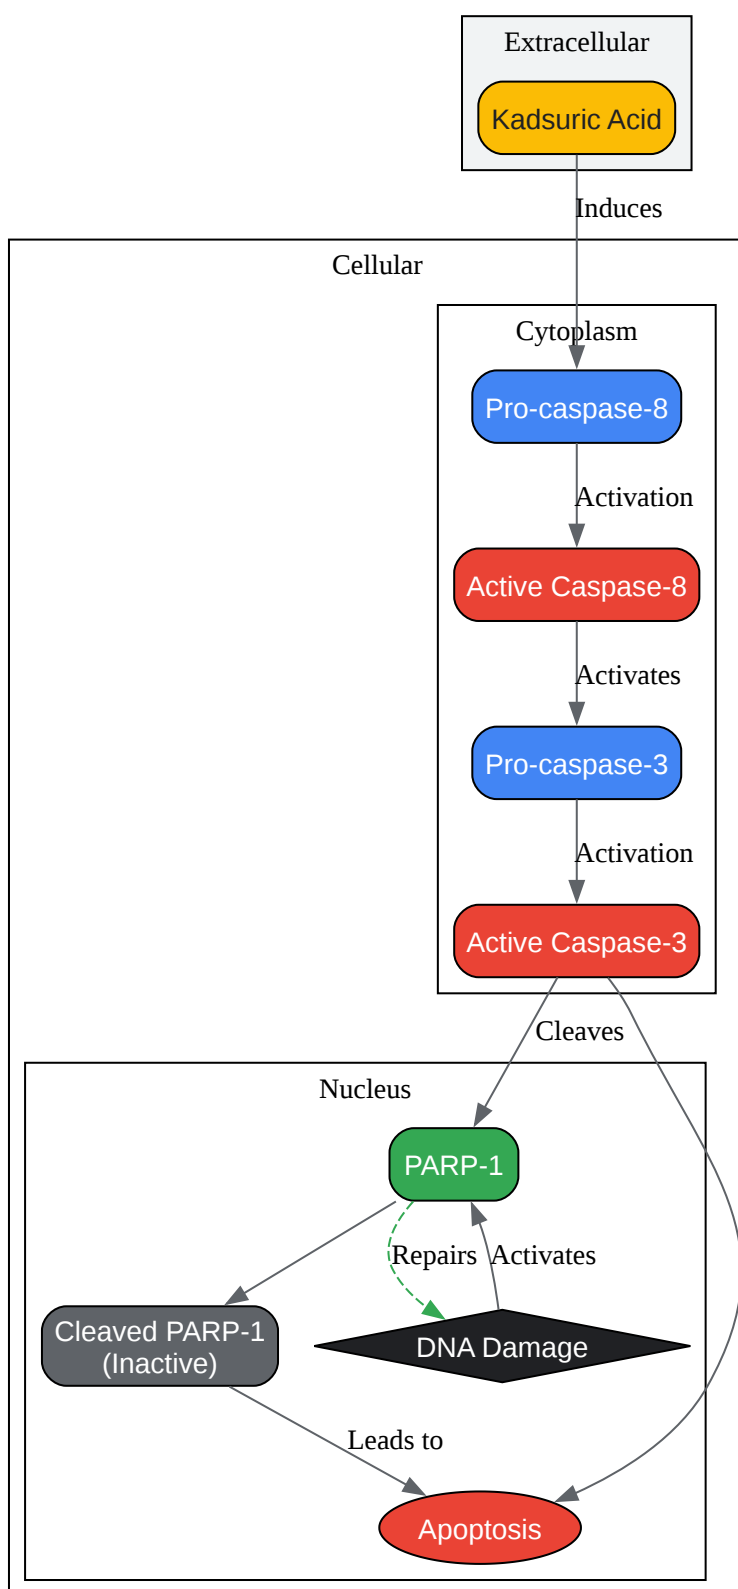 Extracellular
Kadsuric Acid
Induces
Cellular
Cytoplasm
Pro-caspase-8
Activation
Active Caspase-8
Activates
Pro-caspase-3
Activation
Active Caspase-3
Cleaves
Nucleus
PARP-1
Repairs
Activates
Cleaved PARP-1
(Inactive)
DNA Damage
Leads to
Apoptosis